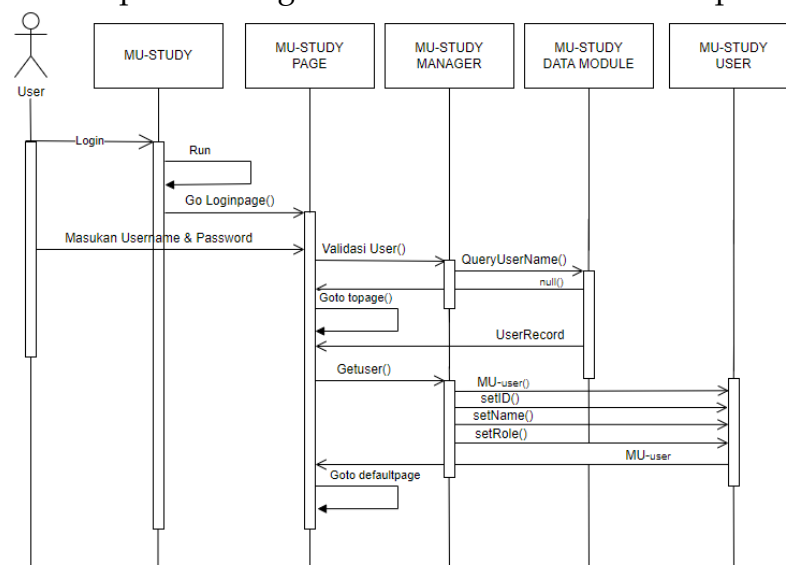 User
MU-STUDY
MU-STUDY
PAGE
MU-STUDY
MANAGER
MU-STUDY
DATA MODULE
MU-STUDY
USER
Login
Run
Go Loginpage()
Masukan Username & Password
Validasi User()
QueryUserName()
null()
Goto topage()
UserRecord
Getuser()
MU-user()
setID()
setName()
setRole()
MU-user
Goto defaultpage